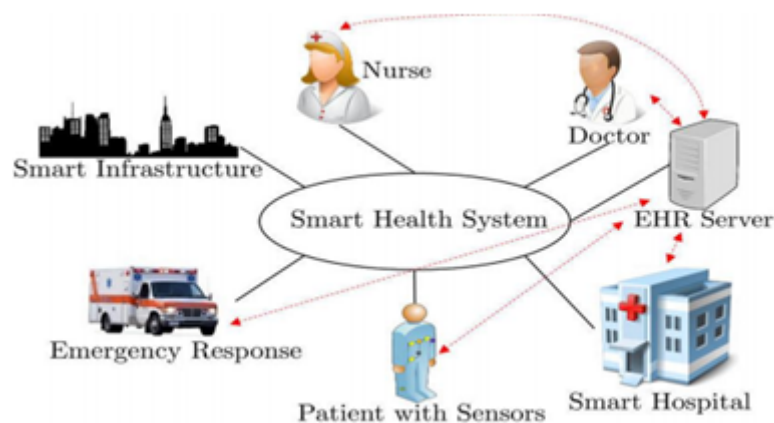 Nurse
Doctor
Smart Infrastructure
Smart Health System
EHR Server
Emergency Response
Patient with Sensors
Smart Hospital